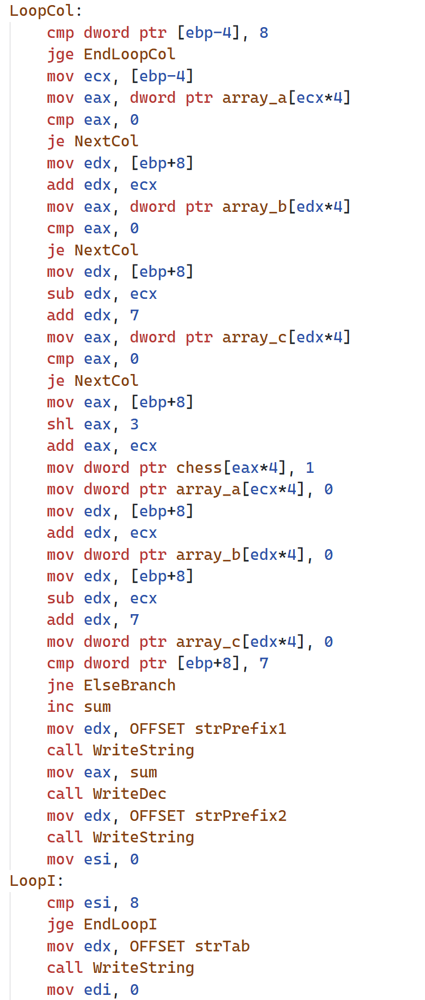 LoopCol:
    cmp dword ptr [ebp-4], 8
    jge EndLoopCol
    mov ecx, [ebp-4]
    mov eax, dword ptr array_a[ecx*4]
    cmp eax, 0
    je NextCol
    mov edx, [ebp+8]
    add edx, ecx
    mov eax, dword ptr array_b[edx*4]
    cmp eax, 0
    je NextCol
    mov edx, [ebp+8]
    sub edx, ecx
    add edx, 7
    mov eax, dword ptr array_c[edx*4]
    cmp eax, 0
    je NextCol
    mov eax, [ebp+8]
    shl eax, 3
    add eax, ecx
    mov dword ptr chess[eax*4], 1
    mov dword ptr array_a[ecx*4], 0
    mov edx, [ebp+8]
    add edx, ecx
    mov dword ptr array_b[edx*4], 0
    mov edx, [ebp+8]
    sub edx, ecx
    add edx, 7
    mov dword ptr array_c[edx*4], 0
    cmp dword ptr [ebp+8], 7
    jne ElseBranch
    inc sum
    mov edx, OFFSET strPrefix1
    call WriteString
    mov eax, sum
    call WriteDec
    mov edx, OFFSET strPrefix2
    call WriteString
    mov esi, 0
LoopI:
    cmp esi, 8
    jge EndLoopI
    mov edx, OFFSET strTab
    call WriteString
    mov edi, 0